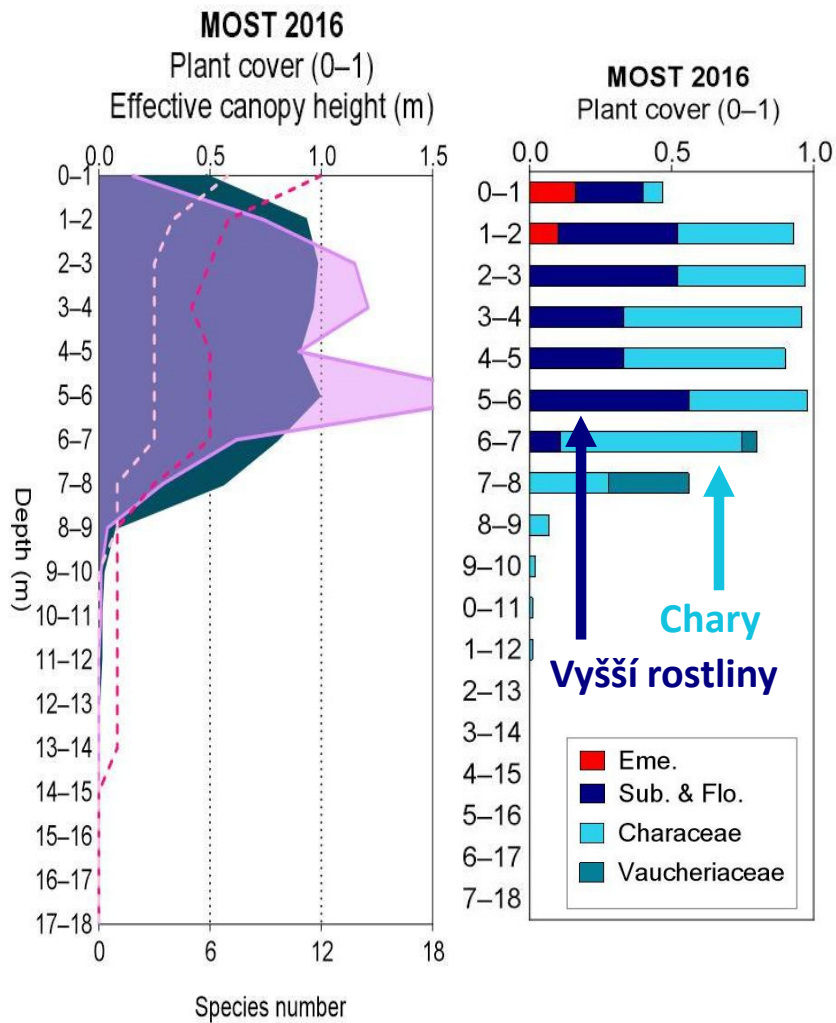 MOST 2016
Plant cover (0–1)
Effective canopy height (m)
0.0 0.5 1.0 1.5
0–1
1–2
2–3
3–4
4–5
5–6
6–7
7–8
8–9
9–10
10–11
11–12
12–13
13–14
14–15
15–16
16–17
17–18
Depth (m)
0 6 12 18
Species number
MOST 2016
Plant cover (0–1)
0.0 0.5 1.0
0–1
1–2
2–3
3–4
4–5
5–6
6–7
7–8
8–9
9–10
0–11
1–12
2–13
3–14
4–15
5–16
6–17
7–18
Chary
Vyšší rostliny
Eme.
Sub. & Flo.
Characeae
Vaucheriaceae